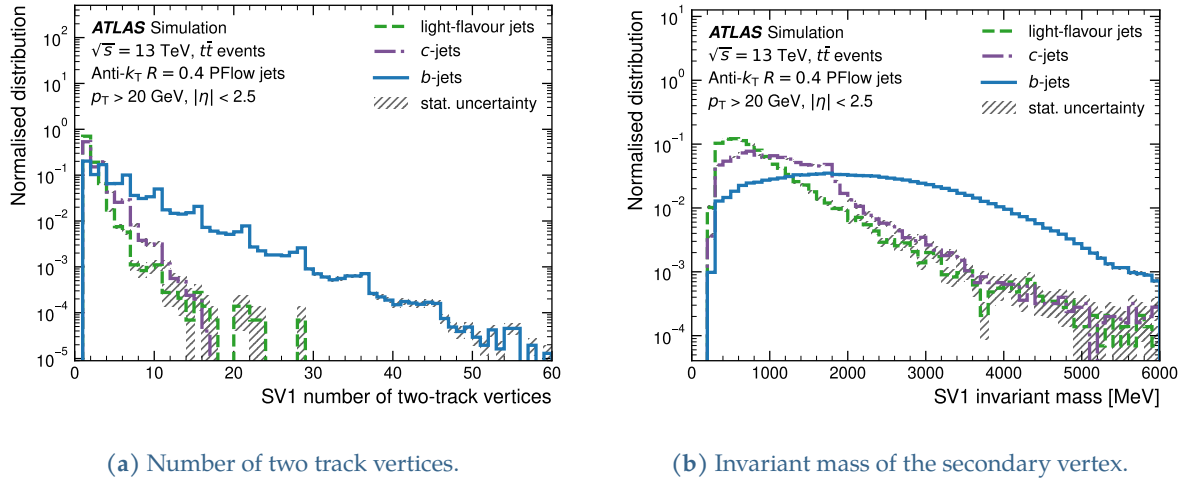 Normalised distribution
10²
10¹
10⁰
10⁻¹
10⁻²
10⁻³
10⁻⁴
10⁻⁵
ATLAS Simulation
√s = 13 TeV, tt̄ events
Anti-k_T R = 0.4 PFlow jets
p_T > 20 GeV, |η| < 2.5
light-flavour jets
c-jets
b-jets
stat. uncertainty
0 10 20 30 40 50 60
SV1 number of two-track vertices
(a) Number of two track vertices.
Normalised distribution
10¹
10⁰
10⁻¹
10⁻²
10⁻³
10⁻⁴
ATLAS Simulation
√s = 13 TeV, tt̄ events
Anti-k_T R = 0.4 PFlow jets
p_T > 20 GeV, |η| < 2.5
light-flavour jets
c-jets
b-jets
stat. uncertainty
0 1000 2000 3000 4000 5000 6000
SV1 invariant mass [MeV]
(b) Invariant mass of the secondary vertex.